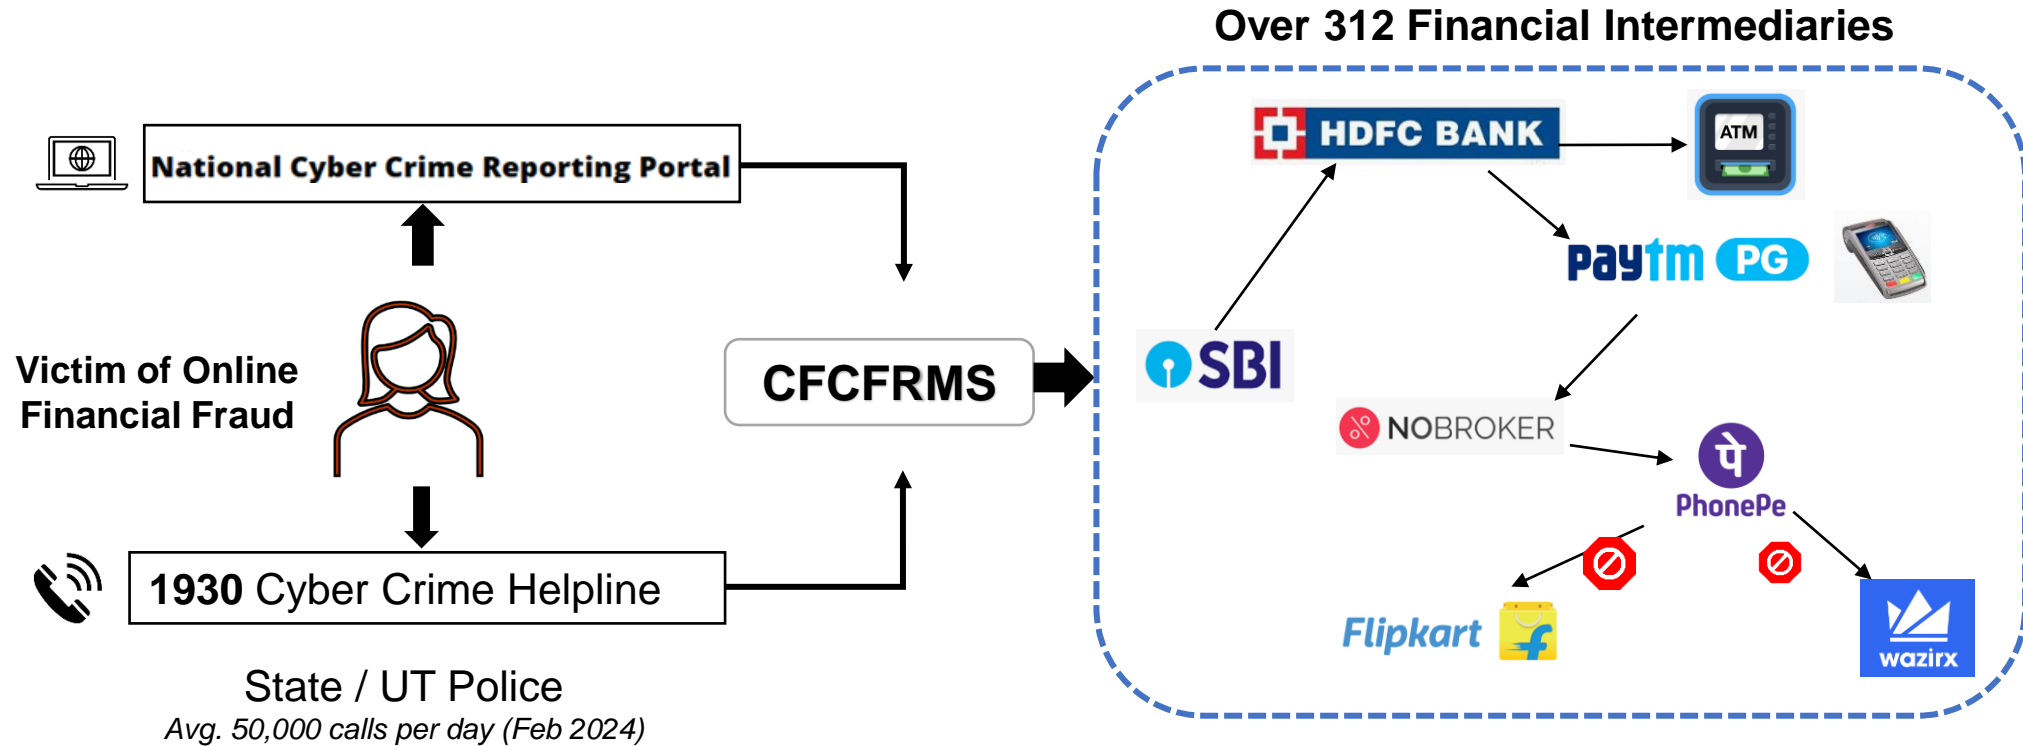 Over 312 Financial Intermediaries
National Cyber Crime Reporting Portal
HDFC BANK
ATM
paytm PG
Victim of Online
Financial Fraud
CFCFRMS
SBI
NOBROKER
पे
PhonePe
1930 Cyber Crime Helpline
Flipkart
f
wazirx
State / UT Police
Avg. 50,000 calls per day (Feb 2024)